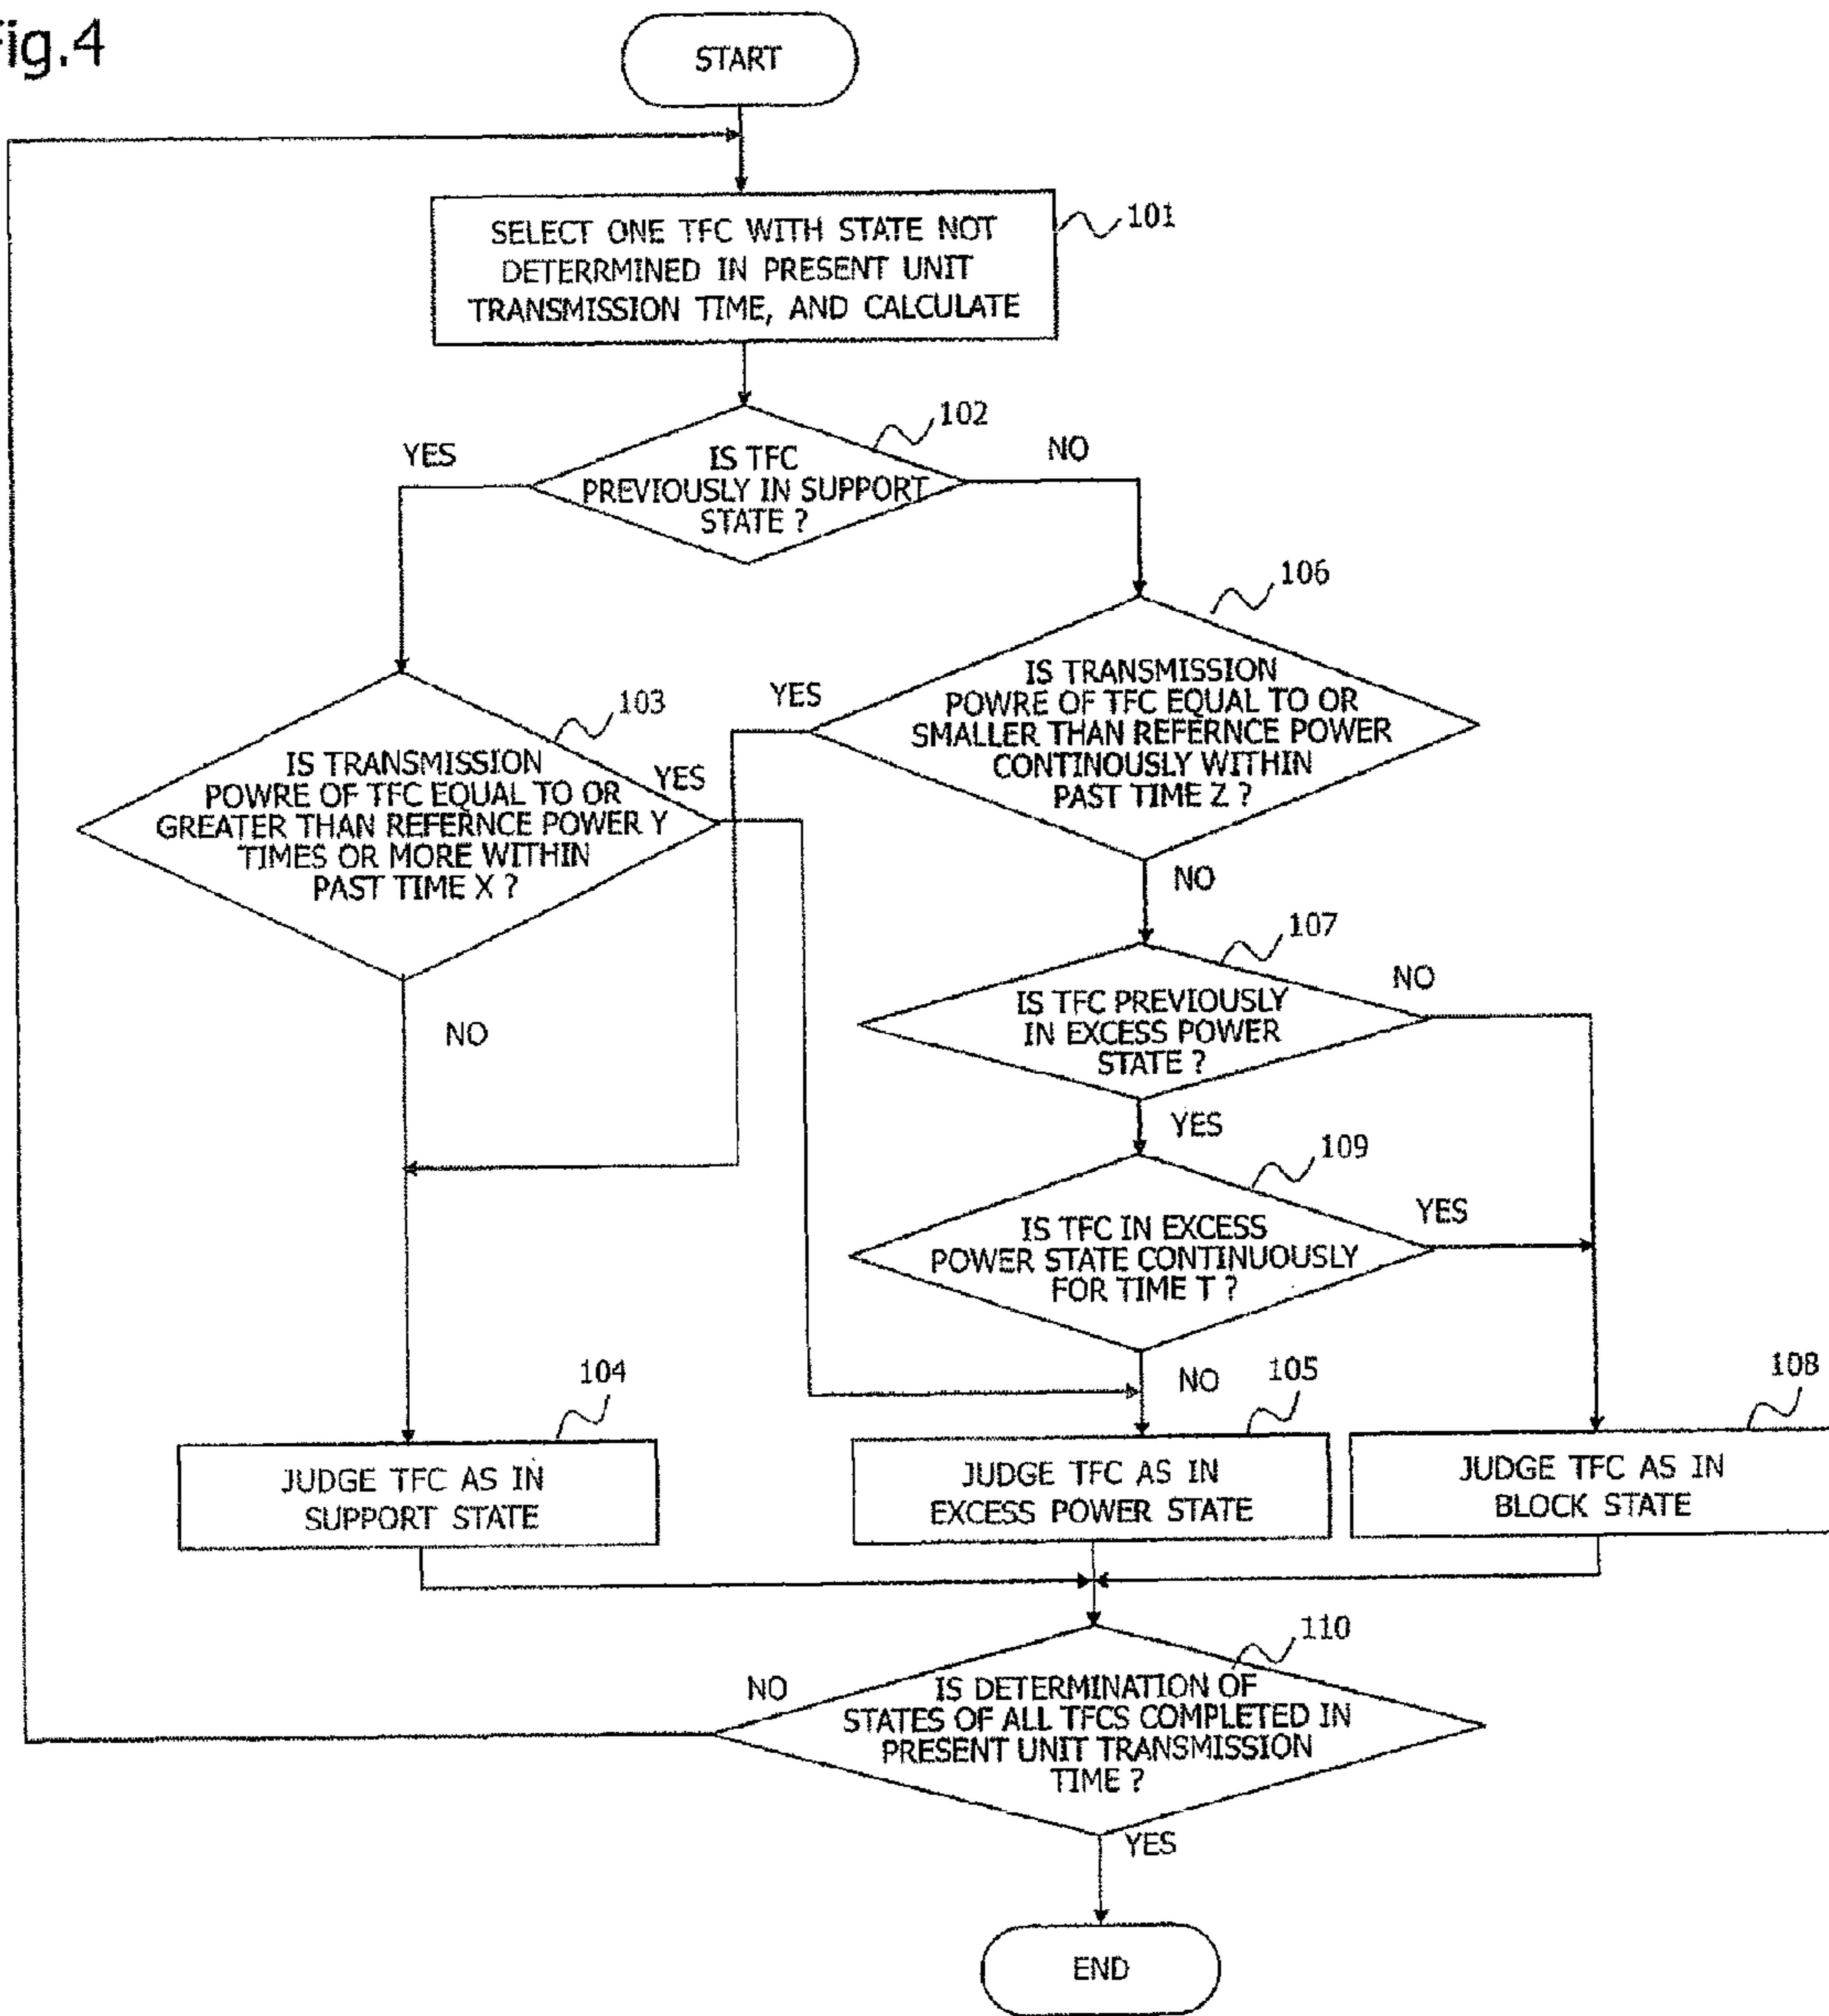 Fig.4
START
SELECT ONE TFC WITH STATE NOT
DETERRMINED IN PRESENT UNIT
TRANSMISSION TIME, AND CALCULATE
101
102
YES
NO
IS TFC
PREVIOUSLY IN SUPPORT
STATE ?
106
IS TRANSMISSION
POWRE OF TFC EQUAL TO OR
SMALLER THAN REFERNCE POWER
CONTINOUSLY WITHIN
PAST TIME Z ?
YES
NO
103
IS TRANSMISSION
POWRE OF TFC EQUAL TO OR
GREATER THAN REFERNCE POWER Y
TIMES OR MORE WITHIN
PAST TIME X ?
YES
NO
107
IS TFC PREVIOUSLY
IN EXCESS POWER
STATE ?
NO
YES
109
IS TFC IN EXCESS
POWER STATE CONTINUOUSLY
FOR TIME T ?
YES
NO
104
JUDGE TFC AS IN
SUPPORT STATE
105
JUDGE TFC AS IN
EXCESS POWER STATE
108
JUDGE TFC AS IN
BLOCK STATE
110
IS DETERMINATION OF
STATES OF ALL TFCS COMPLETED IN
PRESENT UNIT TRANSMISSION
TIME ?
NO
YES
END